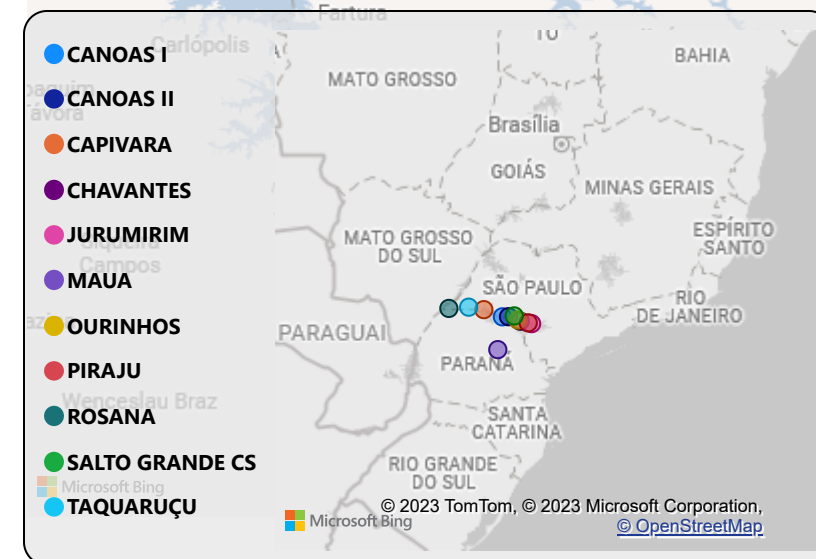 Fartura
Carlópolis
CANOAS I
CANOAS II
CAPIVARA
CHAVANTES
JURUMIRIM
Siqueira
Campos
MAUA
OURINHOS
PIRAJU
Wenceslau Braz
ROSANA
SALTO GRANDE CS
Microsoft Bing
TAQUARUÇU
BAHIA
MATO GROSSO
Brasília
GOIÁS
MINAS GERAIS
ESPÍRITO
SANTO
MATO GROSSO
DO SUL
SÃO PAULO
RIO
DE JANEIRO
PARAGUAI
PARANÁ
SANTA
CATARINA
RIO GRANDE
DO SUL
© 2023 TomTom, © 2023 Microsoft Corporation,
Microsoft Bing
© OpenStreetMap